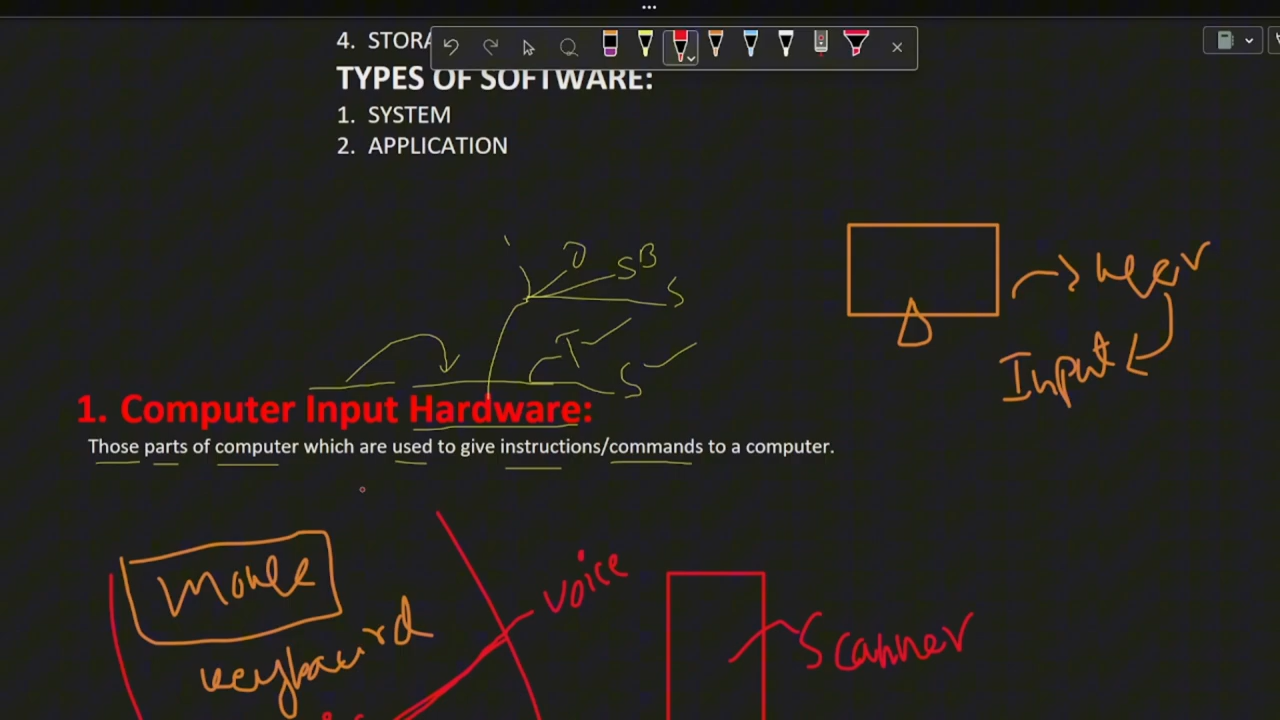 4. STORA
TYPES OF SOFTWARE:
1. SYSTEM
2. APPLICATION
D
SB
S
T
S
Input
1. Computer Input Hardware:
Those parts of computer which are used to give instructions/commands to a computer.
mouse
voice
keyboard
Scanner